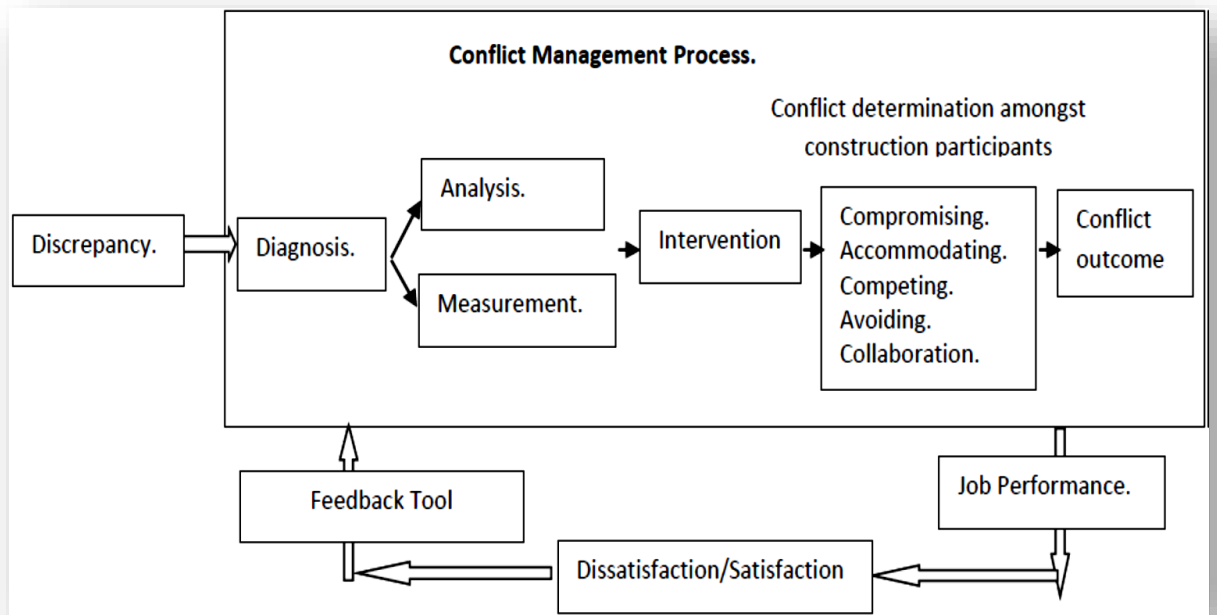 Conflict Management Process.
Conflict determination amongst
construction participants
Discrepancy.
Diagnosis.
Analysis.
Measurement.
Intervention
Compromising.
Accommodating.
Competing.
Avoiding.
Collaboration.
Conflict
outcome
Job Performance.
Dissatisfaction/Satisfaction
Feedback Tool